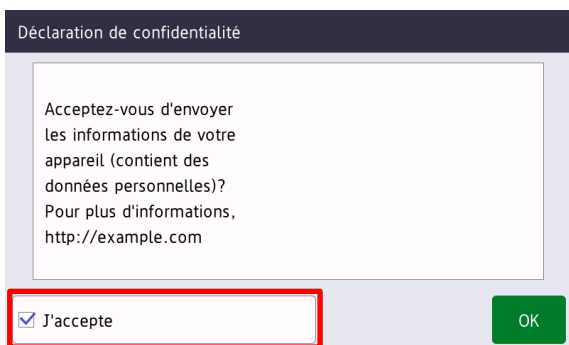 Déclaration de confidentialité
Acceptez-vous d'envoyer
les informations de votre
appareil (contient des
données personnelles)?
Pour plus d'informations,
http://example.com
J'accepte
OK